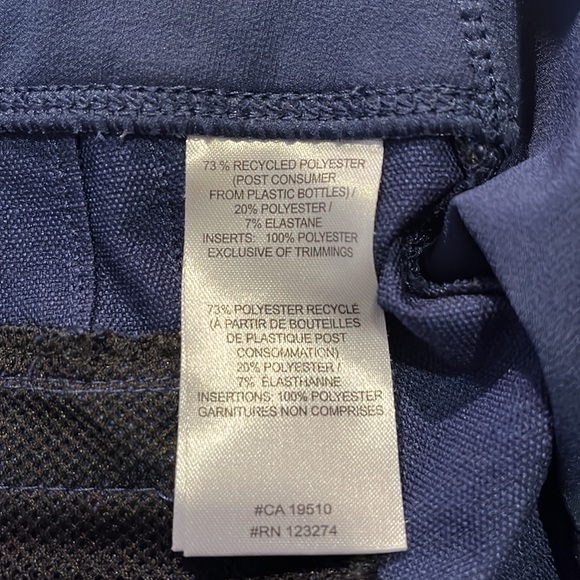 73 % RECYCLED POLYESTER
(POST CONSUMER
FROM PLASTIC BOTTLES) /
20% POLYESTER /
7% ELASTANE
INSERTS: 100% POLYESTER
EXCLUSIVE OF TRIMMINGS
73% POLYESTER RECYCLÉ
(À PARTIR DE BOUTEILLES
DE PLASTIQUE POST
CONSOMMATION) /
20% POLYESTER /
7% ÉLASTHANNE
INSERTIONS: 100% POLYESTER
GARNITURES NON COMPRISES
#CA 19510
#RN 123274